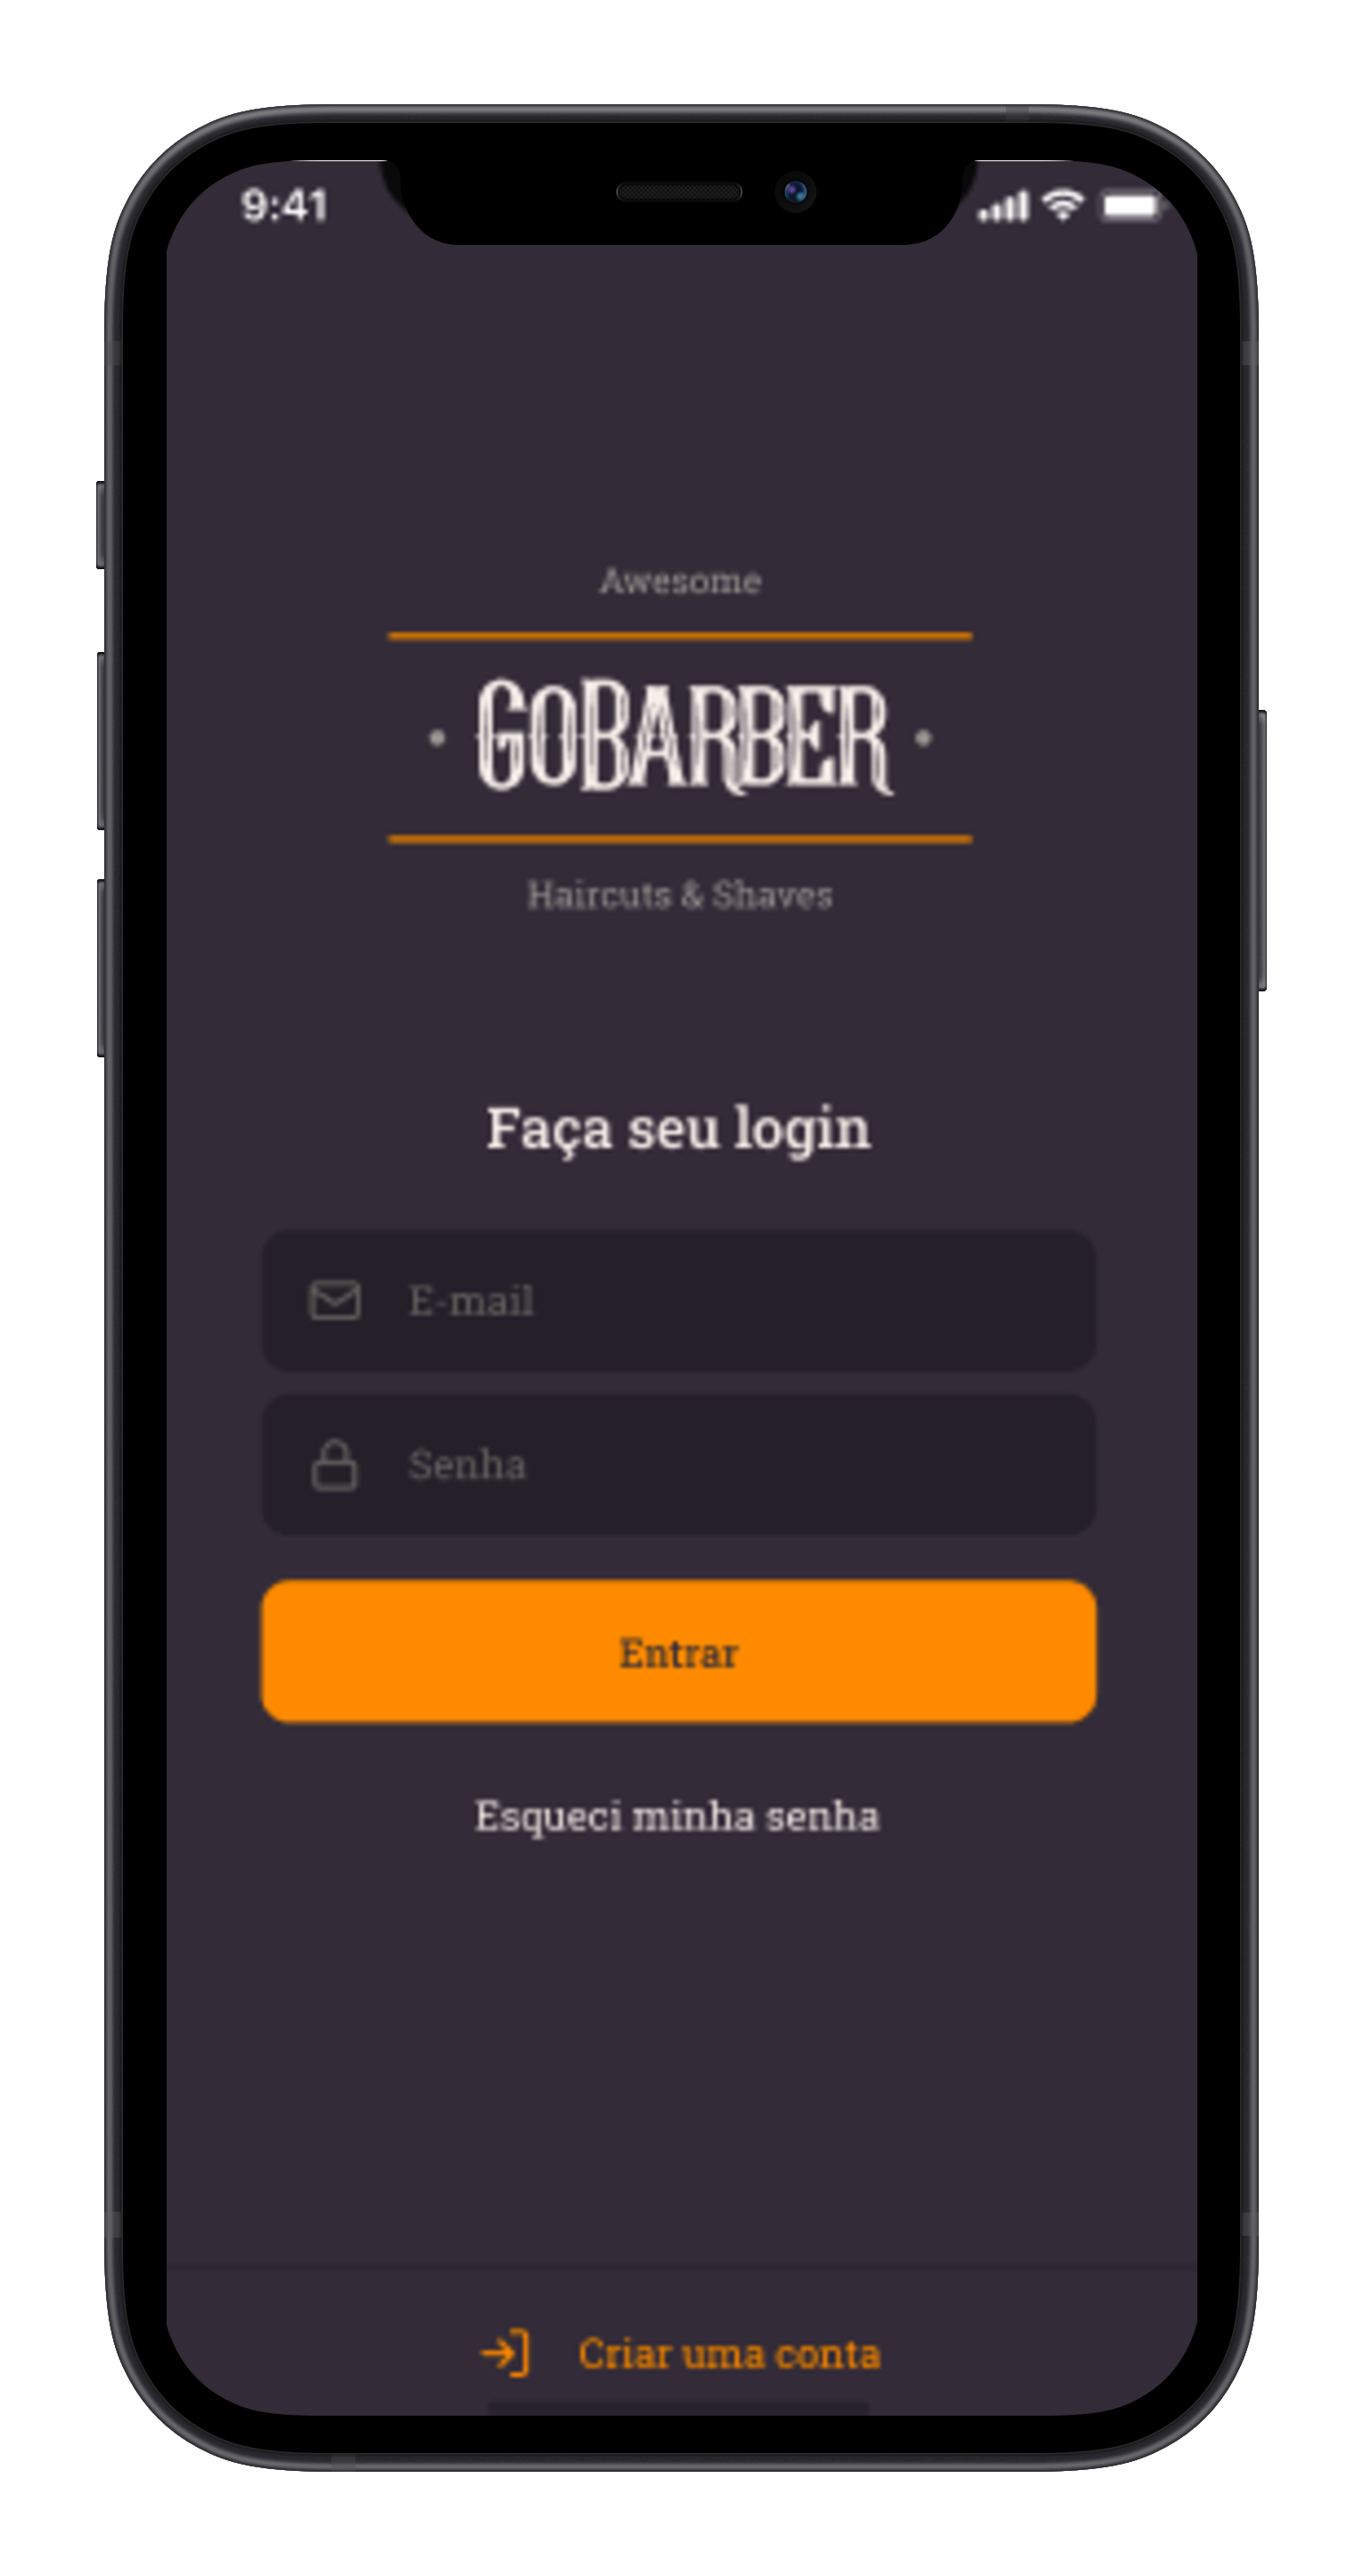 9:41
Awesome
• GOBARBER •
Haircuts & Shaves
Faça seu login
E-mail
Senha
Entrar
Esqueci minha senha
Criar uma conta